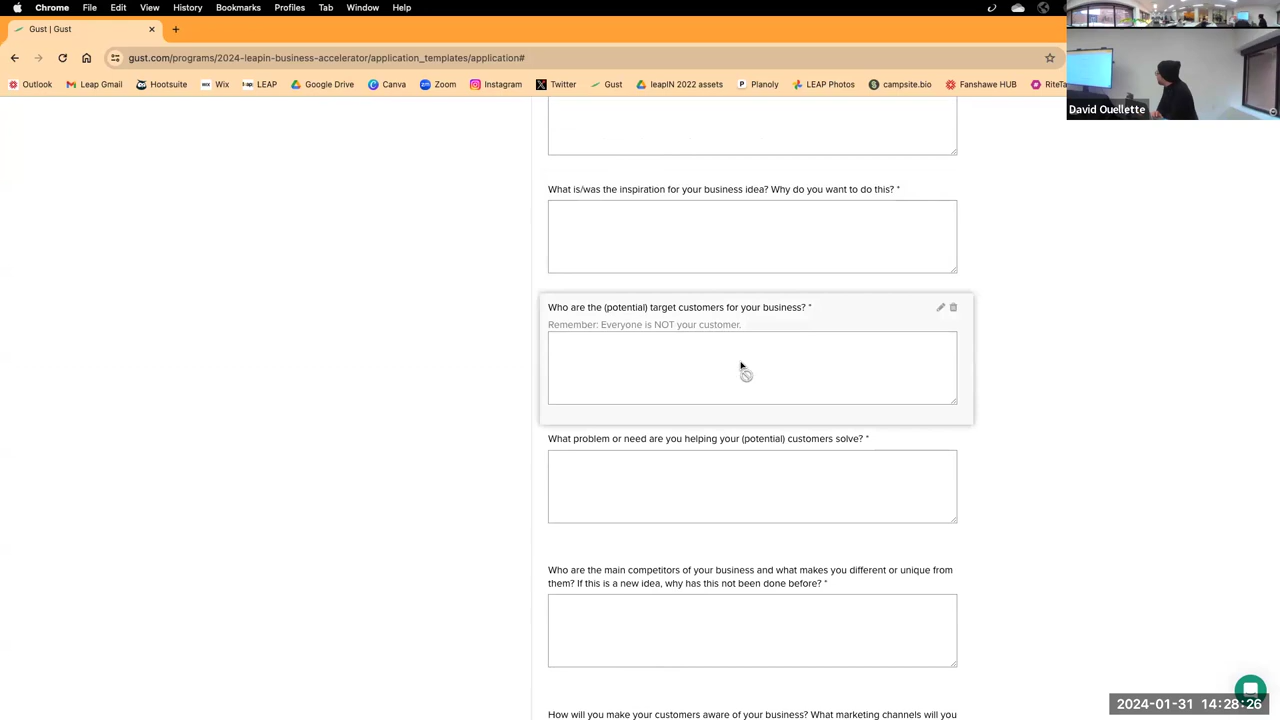 Chrome File Edit View History Bookmarks Profiles Tab Window Help
Gust | Gust
gust.com/programs/2024-leapin-business-accelerator/application_templates/application#
Outlook Leap Gmail Hootsuite Wix LEAP Google Drive Canva Zoom Instagram Twitter Gust leapIN 2022 assets Planoly LEAP Photos campsite.bio Fanshawe HUB RiteTa
David Ouellette
What is/was the inspiration for your business idea? Why do you want to do this? *
Who are the (potential) target customers for your business? *
Remember: Everyone is NOT your customer.
What problem or need are you helping your (potential) customers solve? *
Who are the main competitors of your business and what makes you different or unique from
them? If this is a new idea, why has this not been done before? *
How will you make your customers aware of your business? What marketing channels will you
2024-01-31 14:28:26